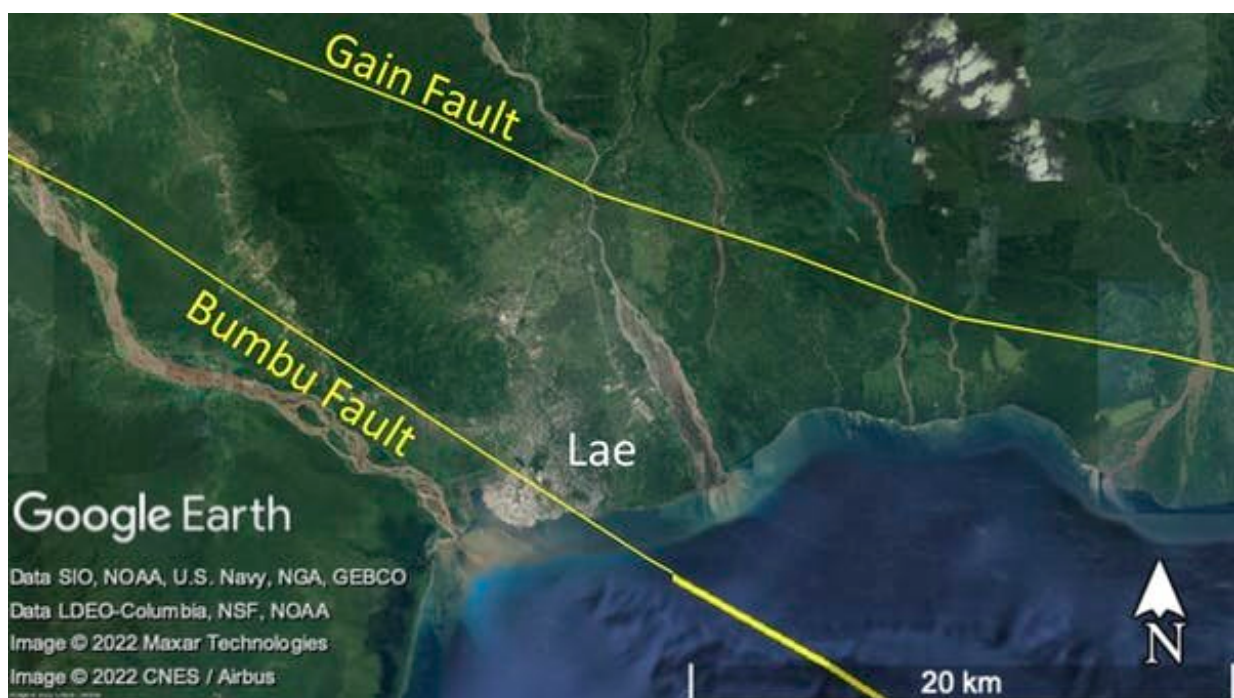 Gain Fault
Bumbu Fault
Lae
Google Earth
Data SIO, NOAA, U.S. Navy, NGA, GEBCO
Data LDEO-Columbia, NSF, NOAA
Image © 2022 Maxar Technologies
Image © 2022 CNES / Airbus
N
20 km